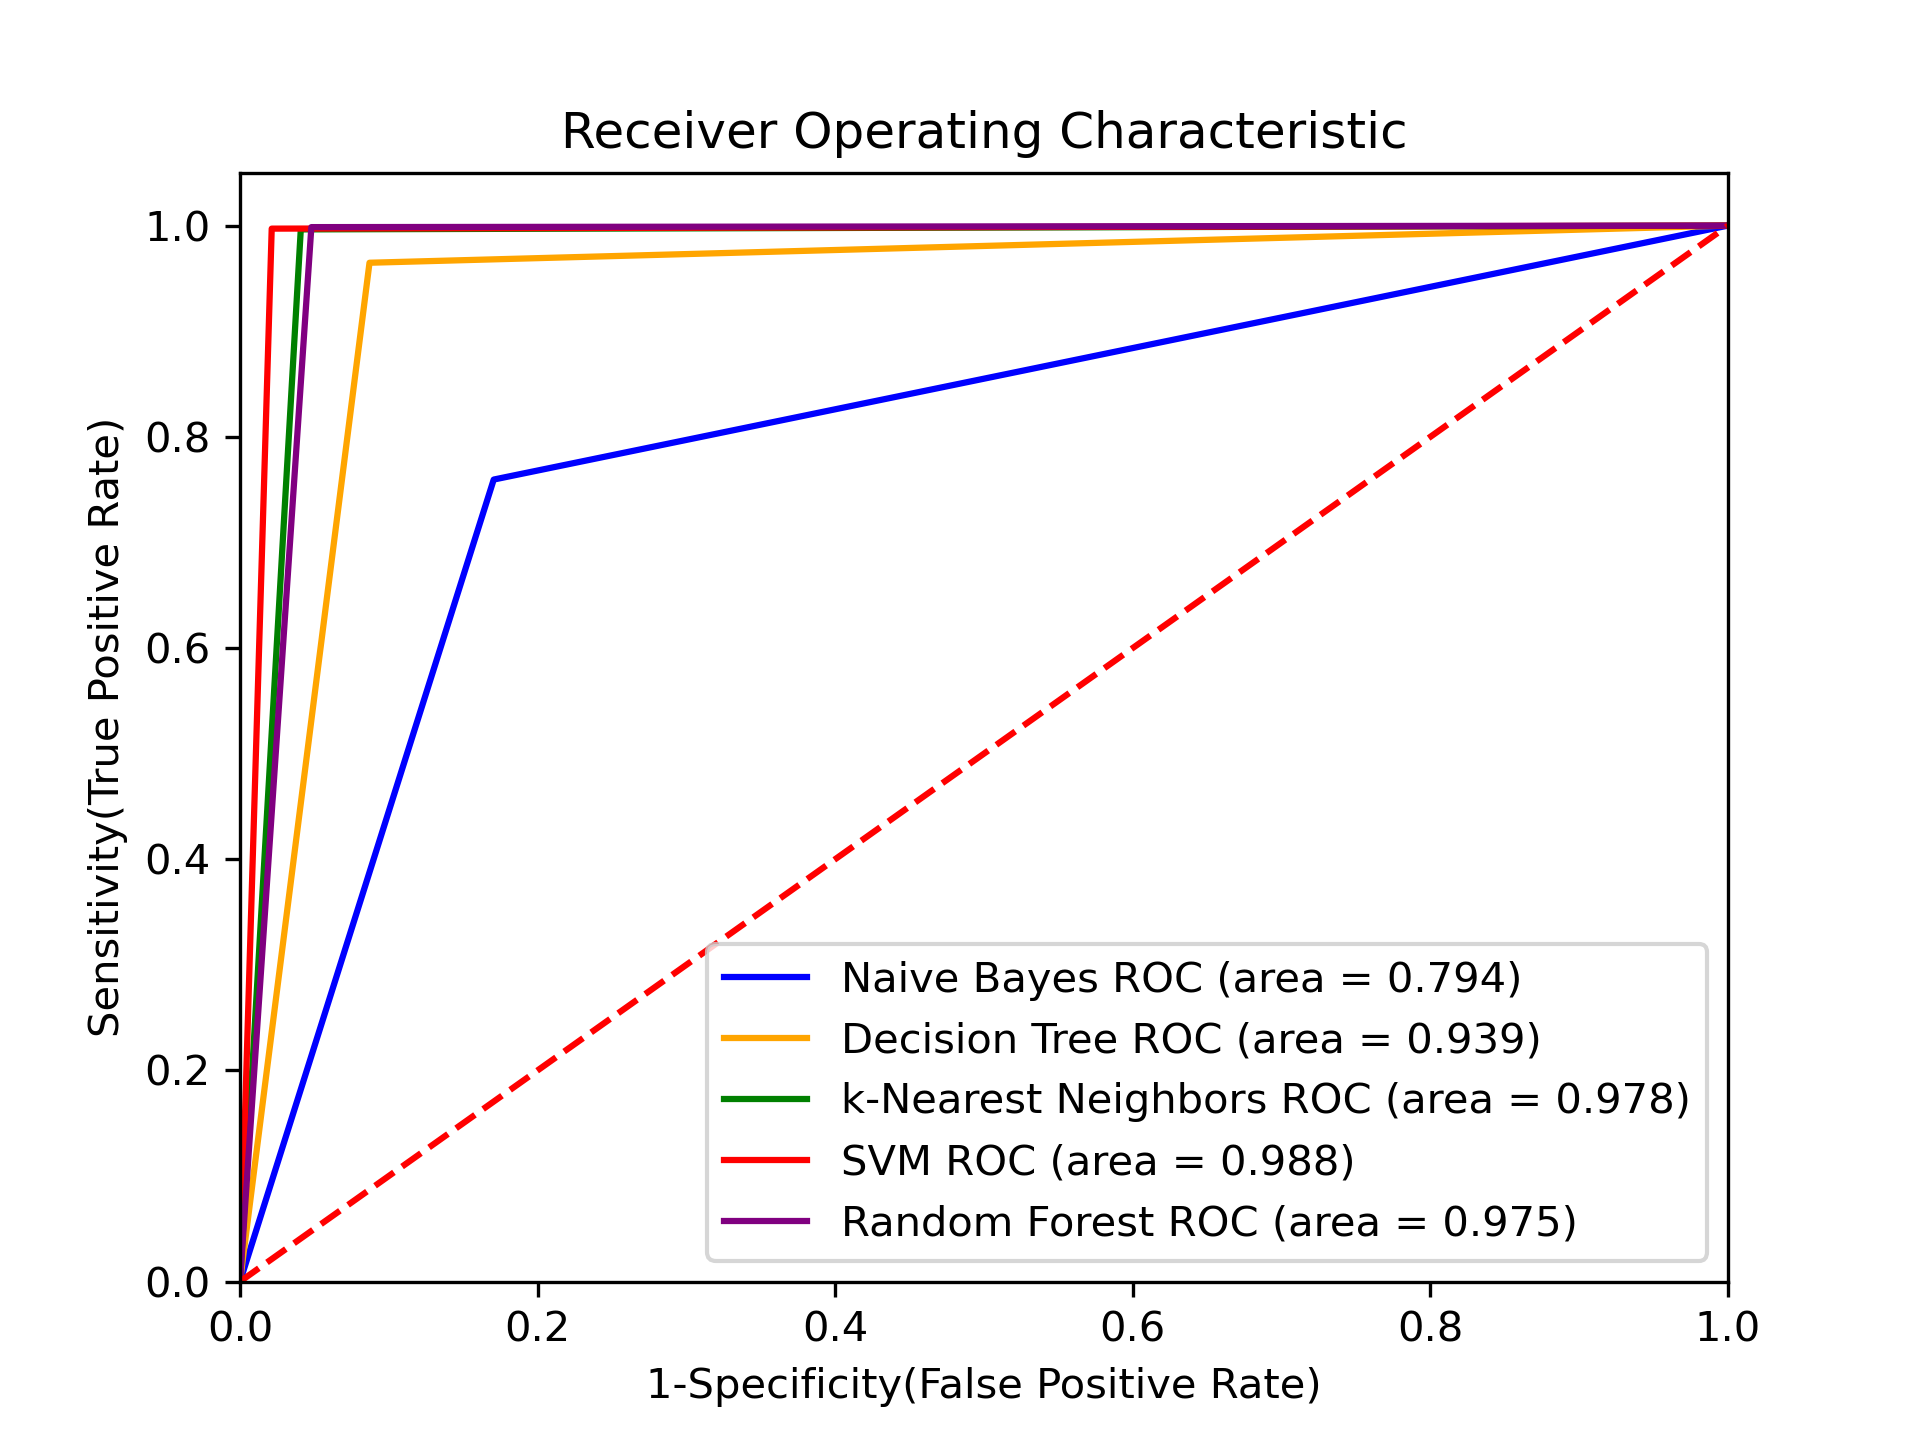 Receiver Operating Characteristic
1.0
0.8
0.6
0.4
0.2
0.0
Sensitivity(True Positive Rate)
Naive Bayes ROC (area = 0.794)
Decision Tree ROC (area = 0.939)
k-Nearest Neighbors ROC (area = 0.978)
SVM ROC (area = 0.988)
Random Forest ROC (area = 0.975)
0.0 0.2 0.4 0.6 0.8 1.0
1-Specificity(False Positive Rate)